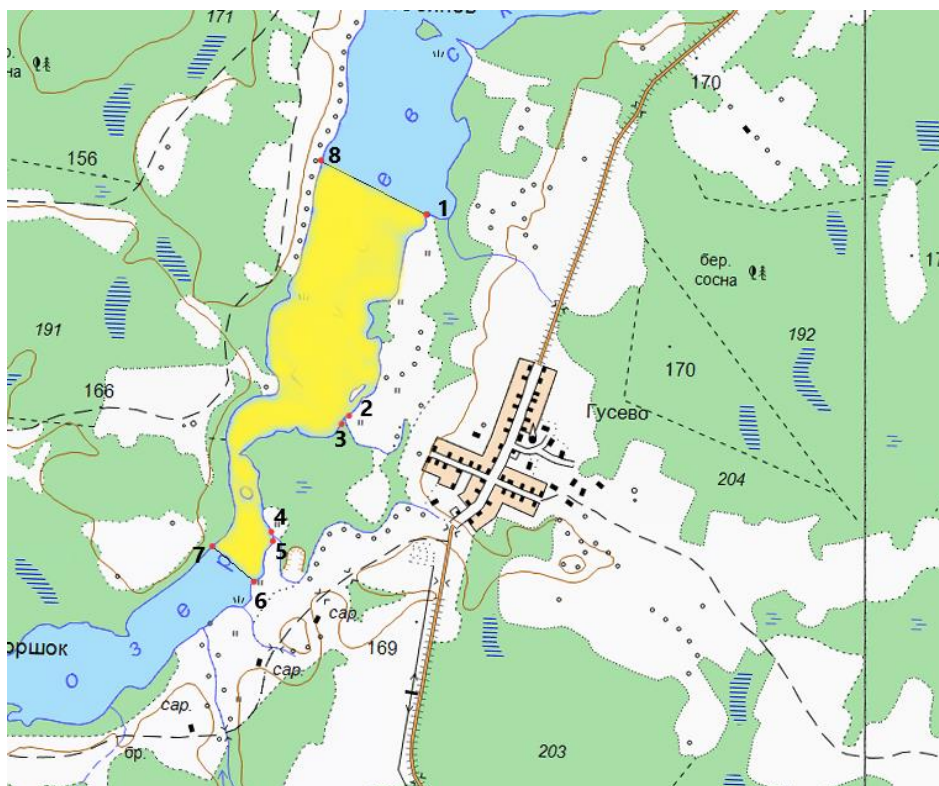 171
сна
170
156
8
1
бер.
сосна
191
192
170
166
2
3
Гусево
204
4
5
7
6
сар.
169
оршок
сар.
сар.
203
бр.
о
з
е
р
о
е
в
с
к